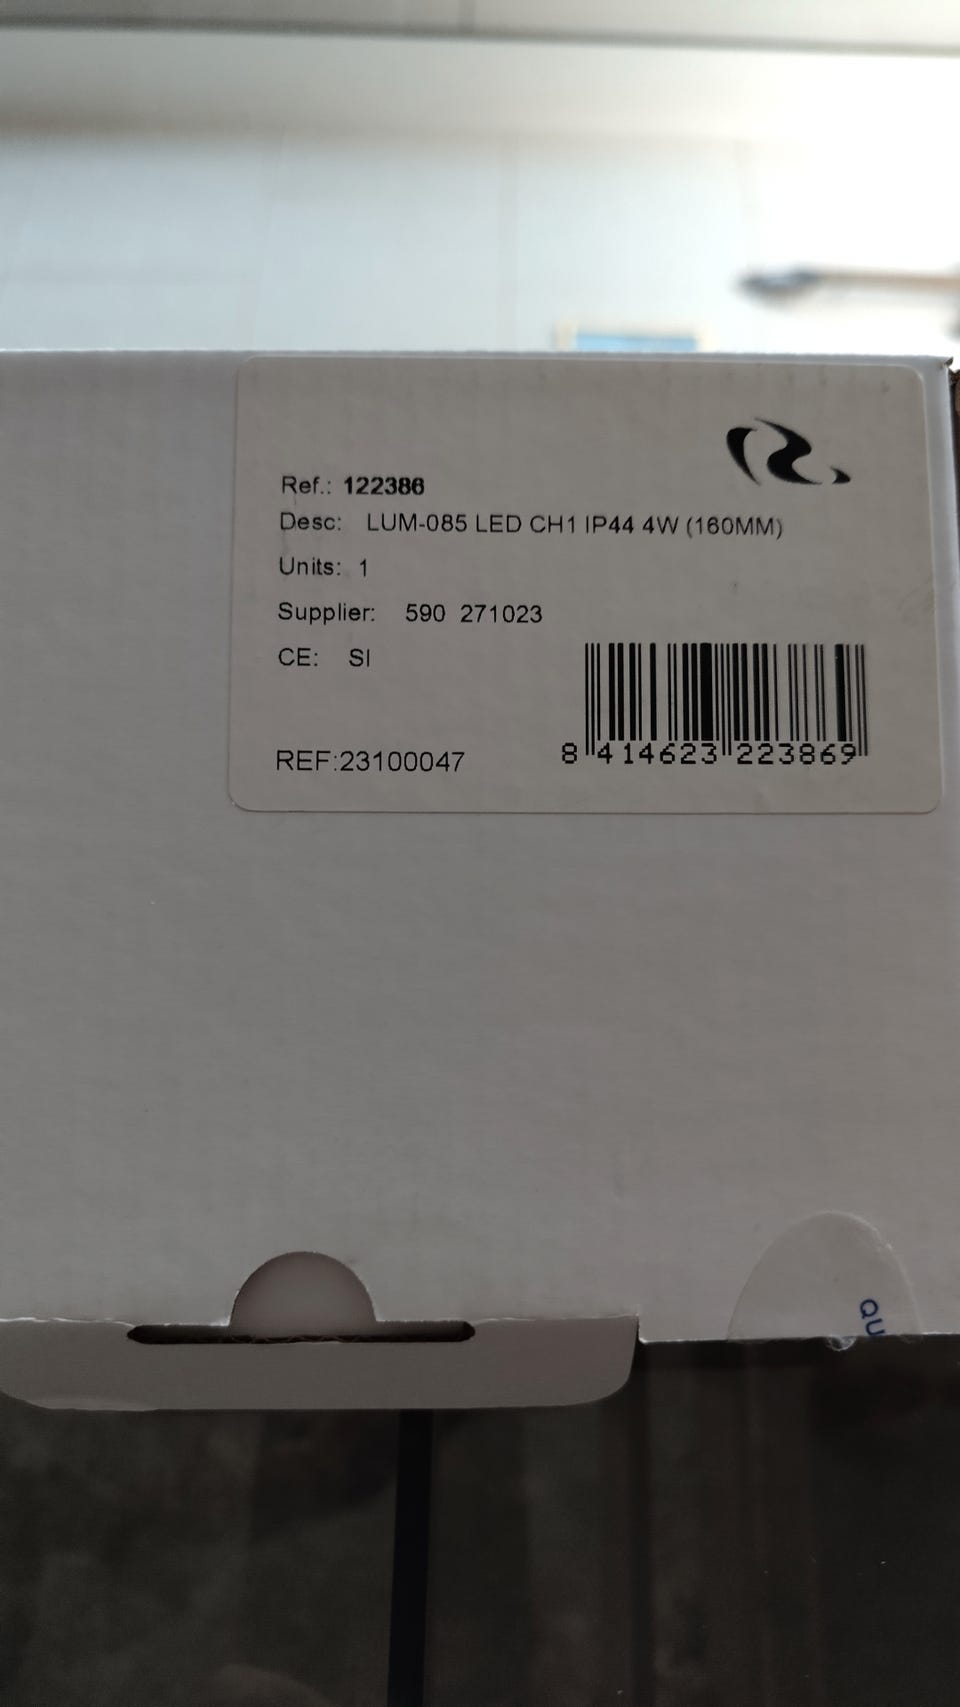 Ref.: 122386
Desc: LUM-085 LED CH1 IP44 4W (160MM)
Units: 1
Supplier: 590 271023
CE: SI
REF:23100047
8 414623 223869
QU